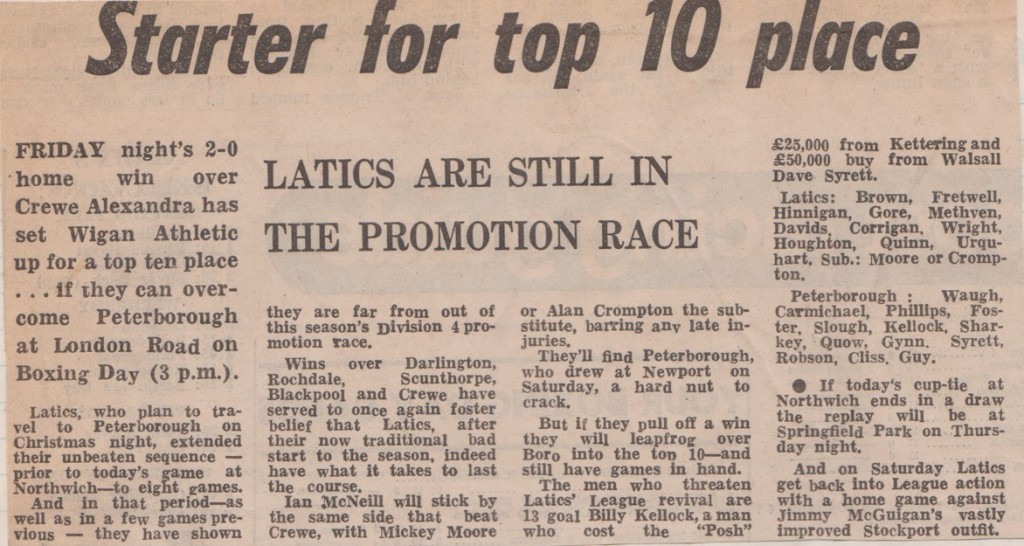 Starter for top 10 place
FRIDAY night's 2-0
home win over
Crewe Alexandra has
set Wigan Athletic
up for a top ten place
... if they can over-
come Peterborough
at London Road on
Boxing Day (3 p.m.).
Latics, who plan to tra-
vel to Peterborough on
Christmas night, extended
their unbeaten sequence —
prior to today's game at
Northwich—to eight games.
And in that period—as
well as in a few games pre-
vious — they have shown
LATICS ARE STILL IN
THE PROMOTION RACE
they are far from out of
this season's Division 4 pro-
motion race.
Wins over Darlington,
Rochdale, Scunthorpe,
Blackpool and Crewe have
served to once again foster
belief that Latics, after
their now traditional bad
start to the season, indeed
have what it takes to last
the course.
Ian McNeill will stick by
the same side that beat
Crewe, with Mickey Moore
or Alan Crompton the sub-
stitute, barring any late in-
juries.
They'll find Peterborough,
who drew at Newport on
Saturday, a hard nut to
crack.
But if they pull off a win
they will leapfrog over
Boro into the top 10—and
still have games in hand.
The men who threaten
Latics' League revival are
13 goal Billy Kellock, a man
who cost the "Posh"
£25,000 from Kettering and
£50,000 buy from Walsall
Dave Syrett.
Latics: Brown, Fretwell,
Hinnigan, Gore, Methven,
Davids, Corrigan, Wright,
Houghton, Quinn, Urqu-
hart. Sub.: Moore or Cromp-
ton.
Peterborough : Waugh,
Carmichael, Phillips, Fos-
ter, Slough, Kellock, Shar-
key, Quow, Gynn. Syrett,
Robson, Cliss, Guy.
● If today's cup-tie at
Northwich ends in a draw
the replay will be at
Springfield Park on Thurs-
day night.
And on Saturday Latics
get back into League action
with a home game against
Jimmy McGuigan's vastly
improved Stockport outfit.